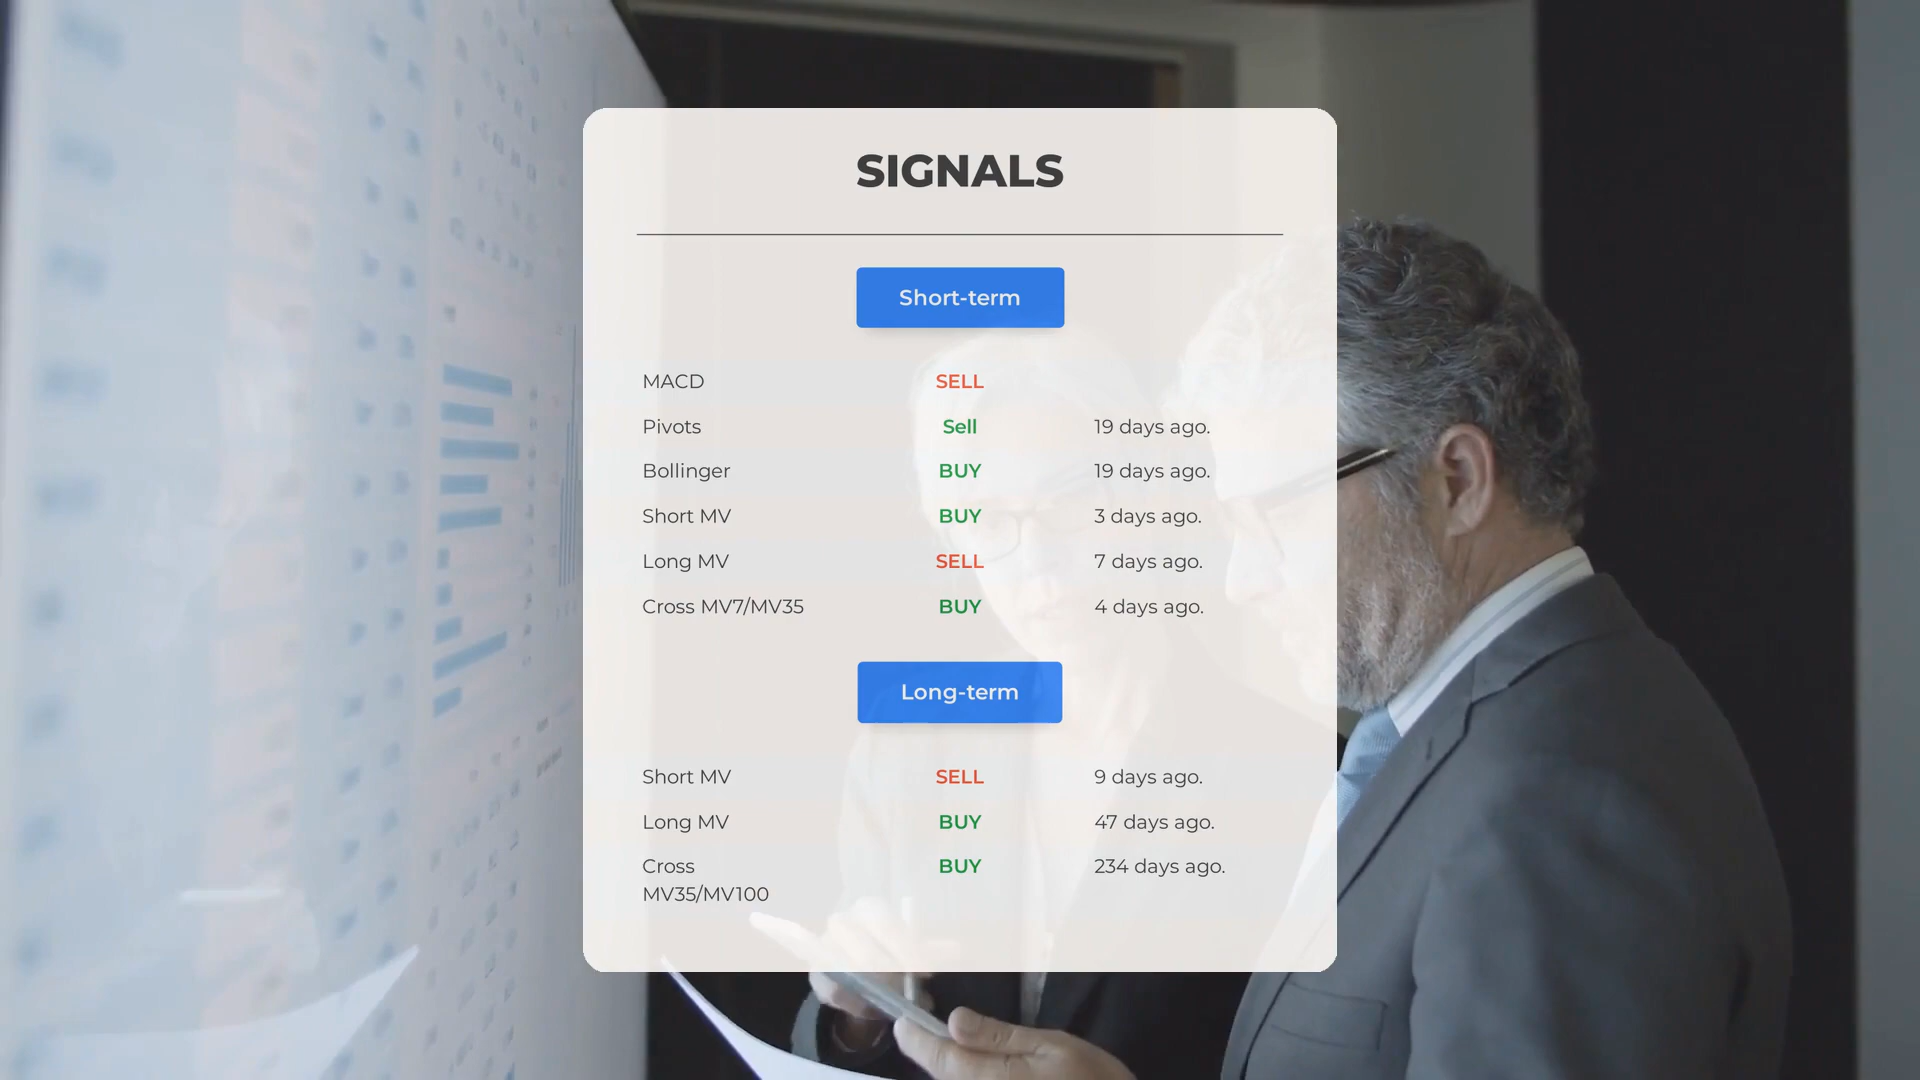 SIGNALS
Short-term
MACD SELL
Pivots Sell 19 days ago.
Bollinger BUY 19 days ago.
Short MV BUY 3 days ago.
Long MV SELL 7 days ago.
Cross MV7/MV35 BUY 4 days ago.
Long-term
Short MV SELL 9 days ago.
Long MV BUY 47 days ago.
Cross BUY 234 days ago.
MV35/MV100